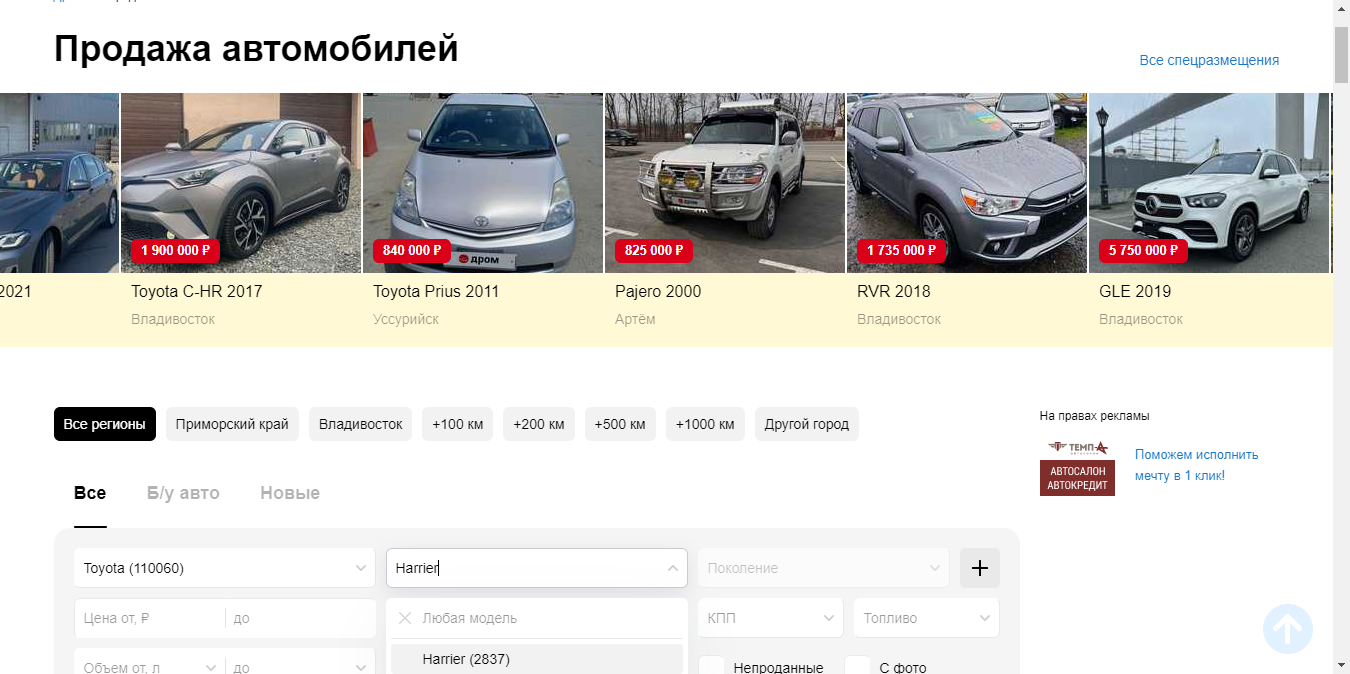 Продажа автомобилей
Все спецразмещения
1 900 000 ₽
840 000 ₽
дром
825 000 ₽
дром
1 735 000 ₽
5 750 000 ₽
2021
Toyota C-HR 2017
Toyota Prius 2011
Pajero 2000
RVR 2018
GLE 2019
Владивосток
Уссурийск
Артём
Владивосток
Владивосток
Все регионы
Приморский край
Владивосток
+100 км
+200 км
+500 км
+1000 км
Другой город
На правах рекламы
ТЕМП-А
АВТОСАЛОН
АВТОКРЕДИТ
Поможем исполнить
мечту в 1 клик!
Все
Б/у авто
Новые
Toyota (110060)
Harrier
Поколение
Цена от, ₽
до
Любая модель
КПП
Топливо
Объем от, л
до
Harrier (2837)
Непроданные
С фото